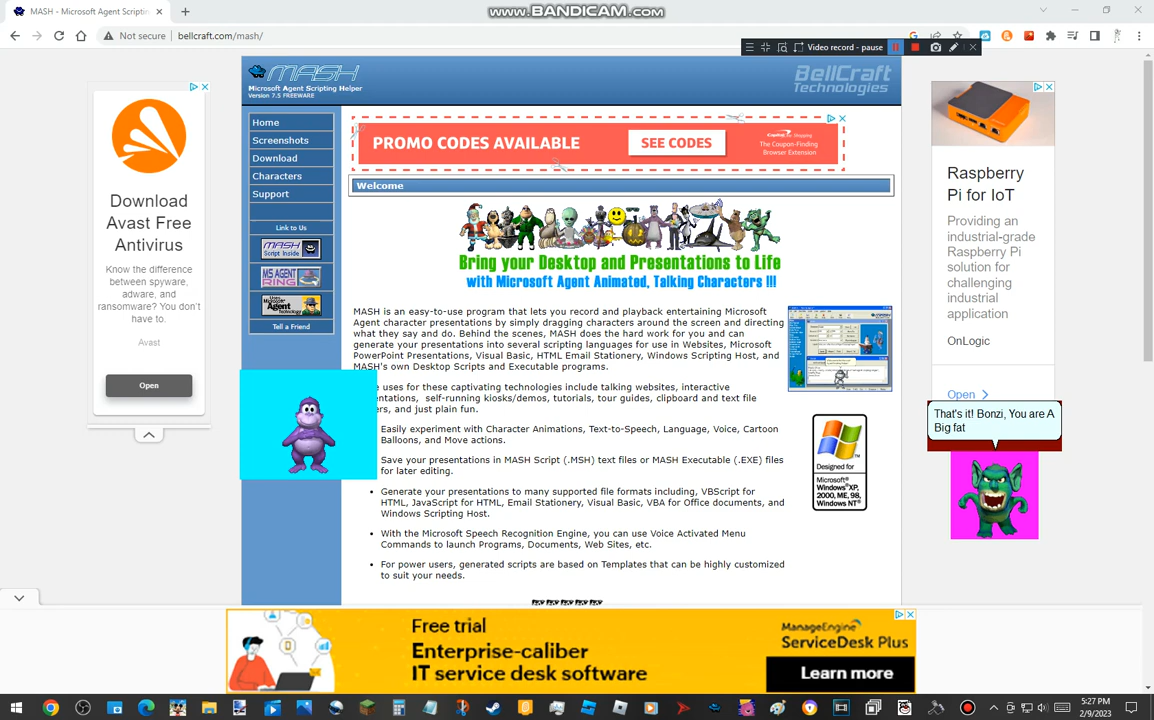 MASH - Microsoft Agent Scriptin
www.BANDICAM.com
Not secure
bellcraft.com/mash/
Video record - pause
MASH
Microsoft Agent Scripting Helper
Version 7.5 FREEWARE
BellCraft
Technologies
Home
Screenshots
Download
Characters
Support
Link to Us
MASH
Script Inside
MS AGENT
RING
Agent
Technology
Tell a Friend
PROMO CODES AVAILABLE
SEE CODES
Capital One Shopping
The Coupon-Finding
Browser Extension
Welcome
Bring your Desktop and Presentations to Life
with Microsoft Agent Animated, Talking Characters !!!
MASH is an easy-to-use program that lets you record and playback entertaining Microsoft
Agent character presentations by simply dragging characters around the screen and directing
what they say and do. Behind the scenes, MASH does the hard work for you and can
generate your presentations into several scripting languages for use in Websites, Microsoft
PowerPoint Presentations, Visual Basic, HTML Email Stationery, Windows Scripting Host, and
MASH's own Desktop Scripts and Executable programs.
uses for these captivating technologies include talking websites, interactive
entations, self-running kiosks/demos, tutorials, tour guides, clipboard and text file
ers, and just plain fun.
Easily experiment with Character Animations, Text-to-Speech, Language, Voice, Cartoon
Balloons, and Move actions.
Save your presentations in MASH Script (.MSH) text files or MASH Executable (.EXE) files
for later editing.
Generate your presentations to many supported file formats including, VBScript for
HTML, JavaScript for HTML, Email Stationery, Visual Basic, VBA for Office documents, and
Windows Scripting Host.
With the Microsoft Speech Recognition Engine, you can use Voice Activated Menu
Commands to launch Programs, Documents, Web Sites, etc.
For power users, generated scripts are based on Templates that can be highly customized
to suit your needs.
Designed for
Microsoft®
Windows®XP,
2000, ME, 98,
Windows NT®
Download
Avast Free
Antivirus
Know the difference
between spyware,
adware, and
ransomware? You don't
have to.
Avast
Open
Raspberry
Pi for IoT
Providing an
industrial-grade
Raspberry Pi
solution for
challenging
industrial
application
OnLogic
Open
That's it! Bonzi, You are A
Big fat
Free trial
Enterprise-caliber
IT service desk software
ManageEngine
ServiceDesk Plus
Learn more
5:27 PM
2/9/2023